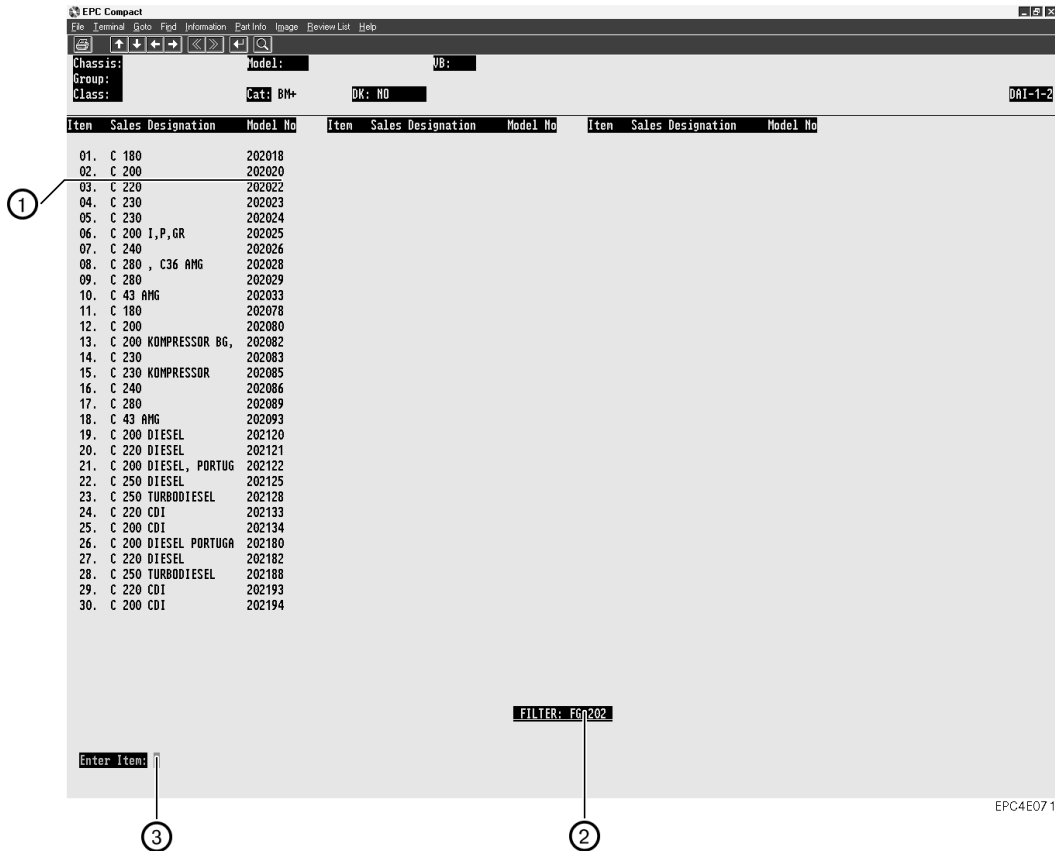 EPC Compact
File Terminal Goto Find Information Part Info Image Review List Help
Chassis: Model: VB:
Group:
Class: Cat: BM+ DK: NO DAI-1-2
Item Sales Designation Model No Item Sales Designation Model No Item Sales Designation Model No
01. C 180 202018
02. C 200 202020
03. C 220 202022
04. C 230 202023
05. C 230 202024
06. C 200 I,P,GR 202025
07. C 240 202026
08. C 280 , C36 AMG 202028
09. C 280 202029
10. C 43 AMG 202033
11. C 180 202078
12. C 200 202080
13. C 200 KOMPRESSOR BG, 202082
14. C 230 202083
15. C 230 KOMPRESSOR 202085
16. C 240 202086
17. C 280 202089
18. C 43 AMG 202093
19. C 200 DIESEL 202120
20. C 220 DIESEL 202121
21. C 200 DIESEL, PORTUG 202122
22. C 250 DIESEL 202125
23. C 250 TURBODIESEL 202128
24. C 220 CDI 202133
25. C 200 CDI 202134
26. C 200 DIESEL PORTUGA 202180
27. C 220 DIESEL 202182
28. C 250 TURBODIESEL 202188
29. C 220 CDI 202193
30. C 200 CDI 202194
1
FILTER: FG 202
Enter Item:
EPC4E07 1
3 2